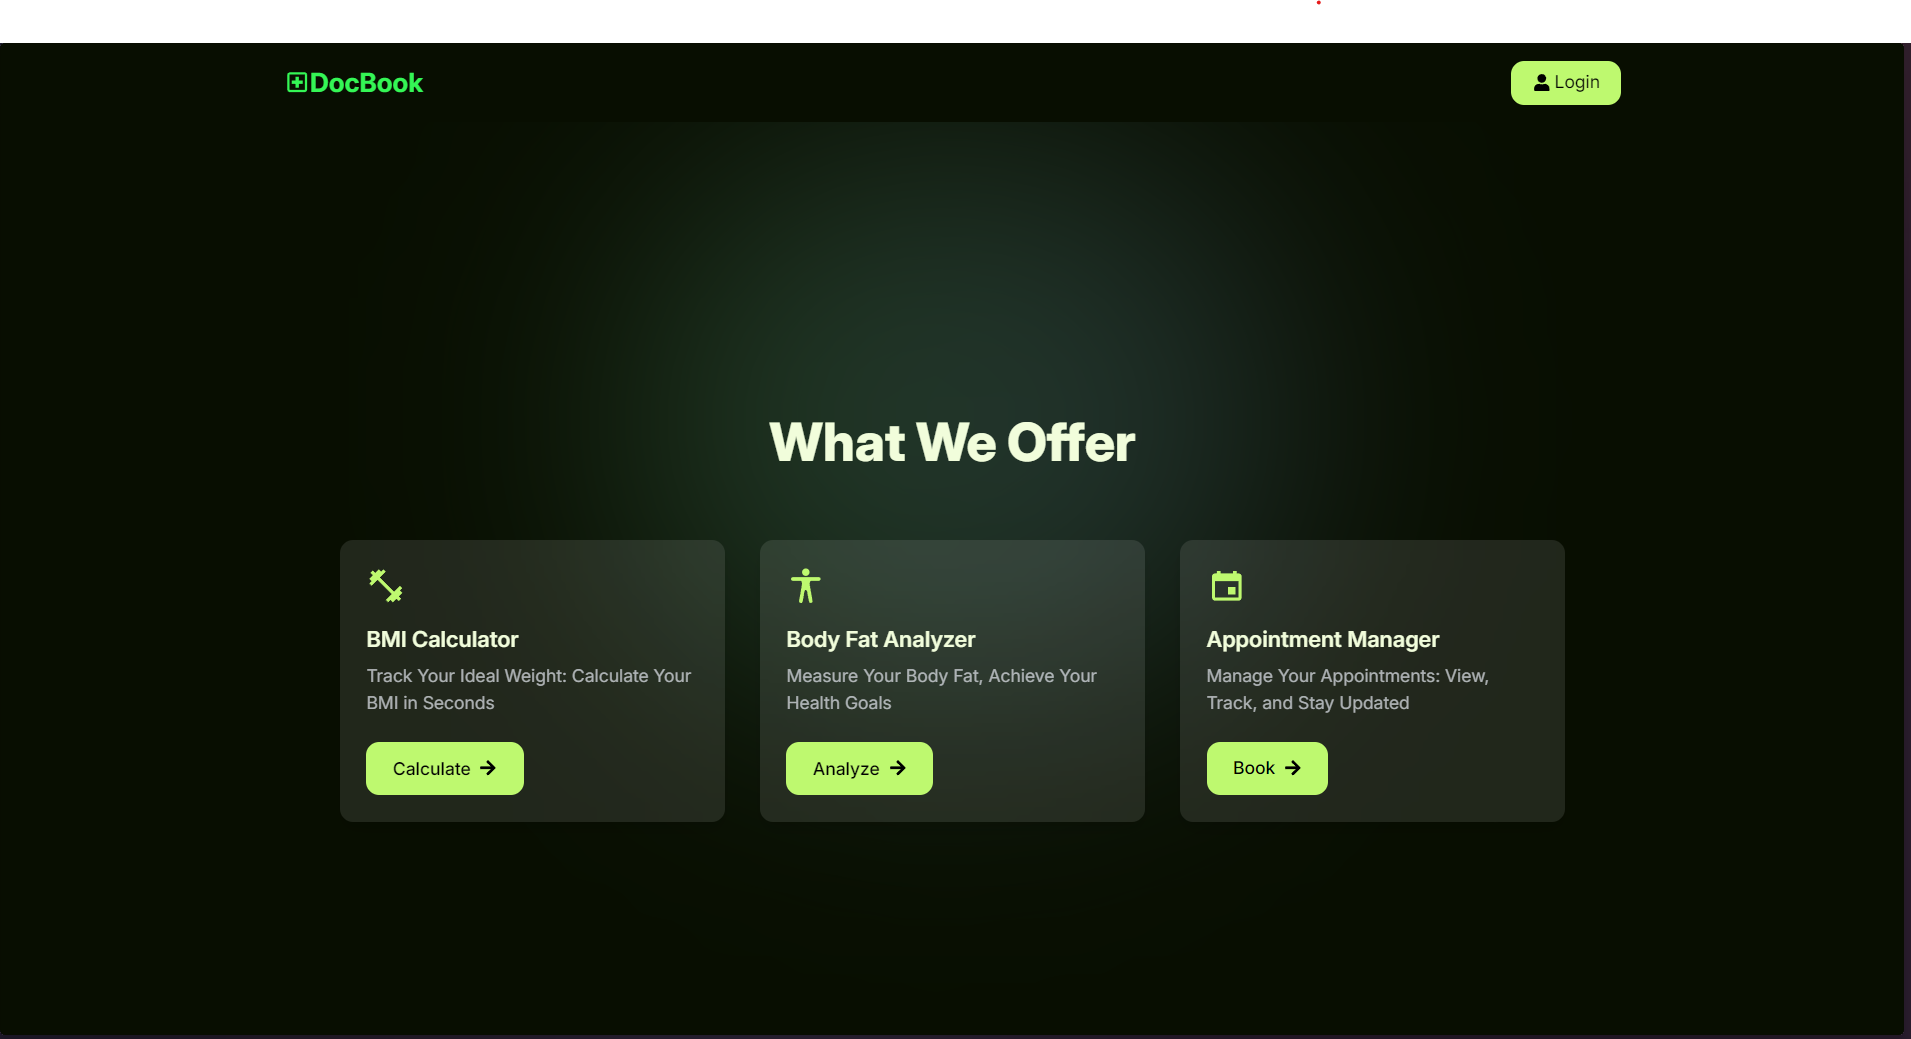 DocBook
Login
What We Offer
BMI Calculator
Track Your Ideal Weight: Calculate Your
BMI in Seconds
Calculate
Body Fat Analyzer
Measure Your Body Fat, Achieve Your
Health Goals
Analyze
Appointment Manager
Manage Your Appointments: View,
Track, and Stay Updated
Book